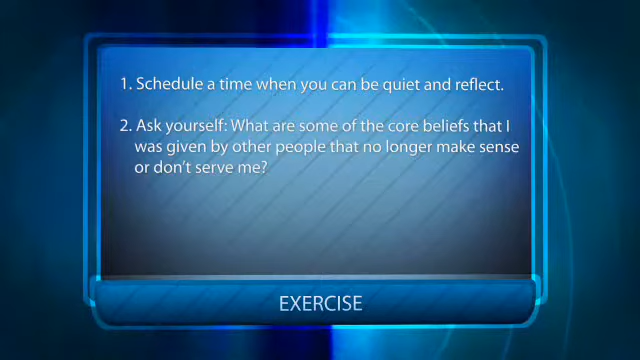 1. Schedule a time when you can be quiet and reflect.
2. Ask yourself: What are some of the core beliefs that I
was given by other people that no longer make sense
or don't serve me?
EXERCISE